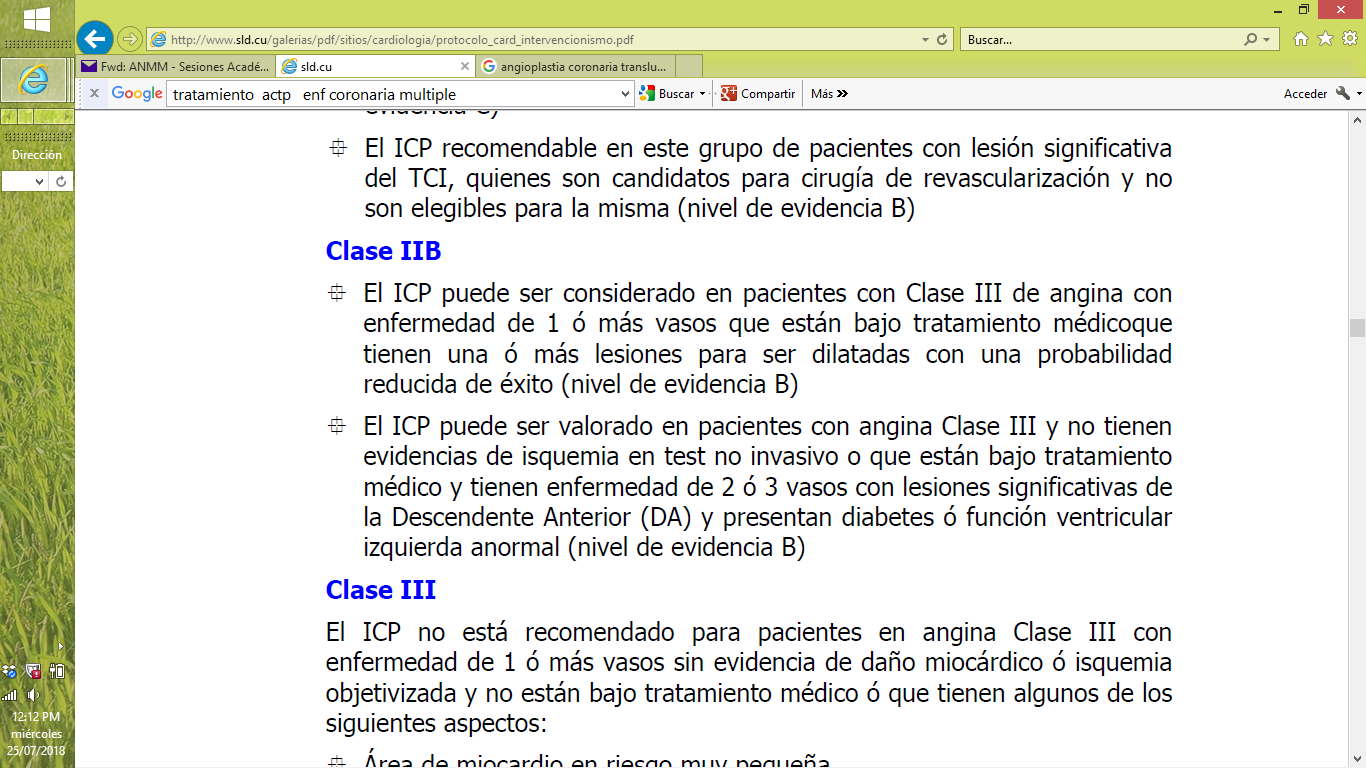 http://www.sld.cu/galerias/pdf/sitios/cardiologia/protocolo_card_intervencionismo.pdf
Buscar...
Fwd: ANMM - Sesiones Acadé...
sld.cu
angioplastia coronaria translu...
Google
tratamiento actp enf coronaria multiple
Buscar
Compartir
Más
Acceder
Dirección
evidencia C)
El ICP recomendable en este grupo de pacientes con lesión significativa
del TCI, quienes son candidatos para cirugía de revascularización y no
son elegibles para la misma (nivel de evidencia B)
Clase IIB
El ICP puede ser considerado en pacientes con Clase III de angina con
enfermedad de 1 ó más vasos que están bajo tratamiento médicoque
tienen una ó más lesiones para ser dilatadas con una probabilidad
reducida de éxito (nivel de evidencia B)
El ICP puede ser valorado en pacientes con angina Clase III y no tienen
evidencias de isquemia en test no invasivo o que están bajo tratamiento
médico y tienen enfermedad de 2 ó 3 vasos con lesiones significativas de
la Descendente Anterior (DA) y presentan diabetes ó función ventricular
izquierda anormal (nivel de evidencia B)
Clase III
El ICP no está recomendado para pacientes en angina Clase III con
enfermedad de 1 ó más vasos sin evidencia de daño miocárdico ó isquemia
objetivizada y no están bajo tratamiento médico ó que tienen algunos de los
siguientes aspectos:
Área de miocardio en riesgo muy pequeña
12:12 PM
miércoles
25/07/2018